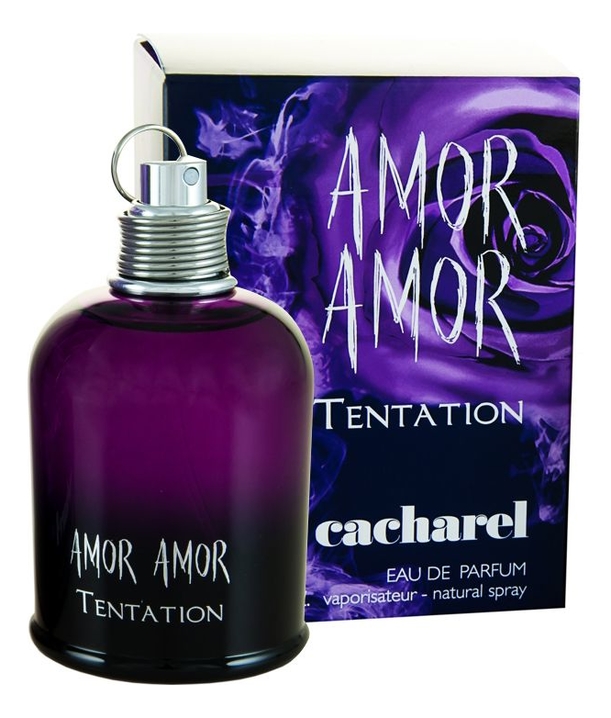 AMOR
AMOR
TENTATION
cacharel
EAU DE PARFUM
vaporisateur - natural spray
AMOR AMOR
TENTATION